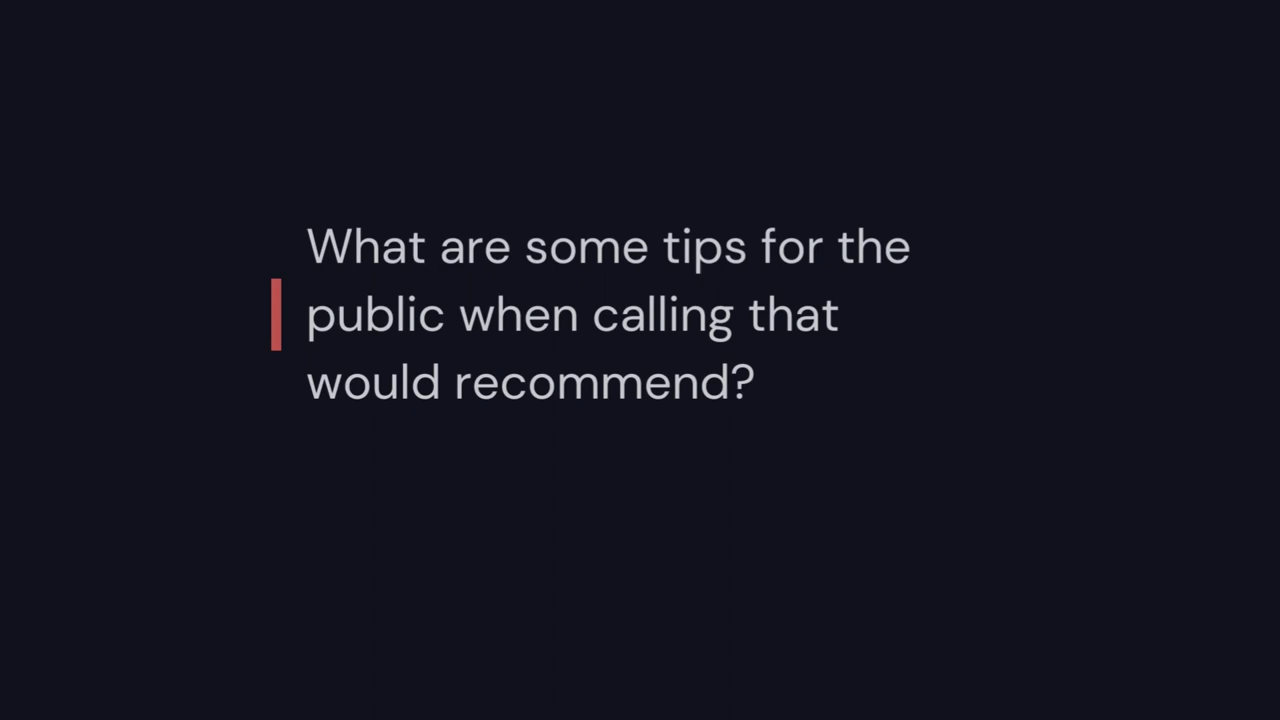 What are some tips for the
public when calling that
would recommend?